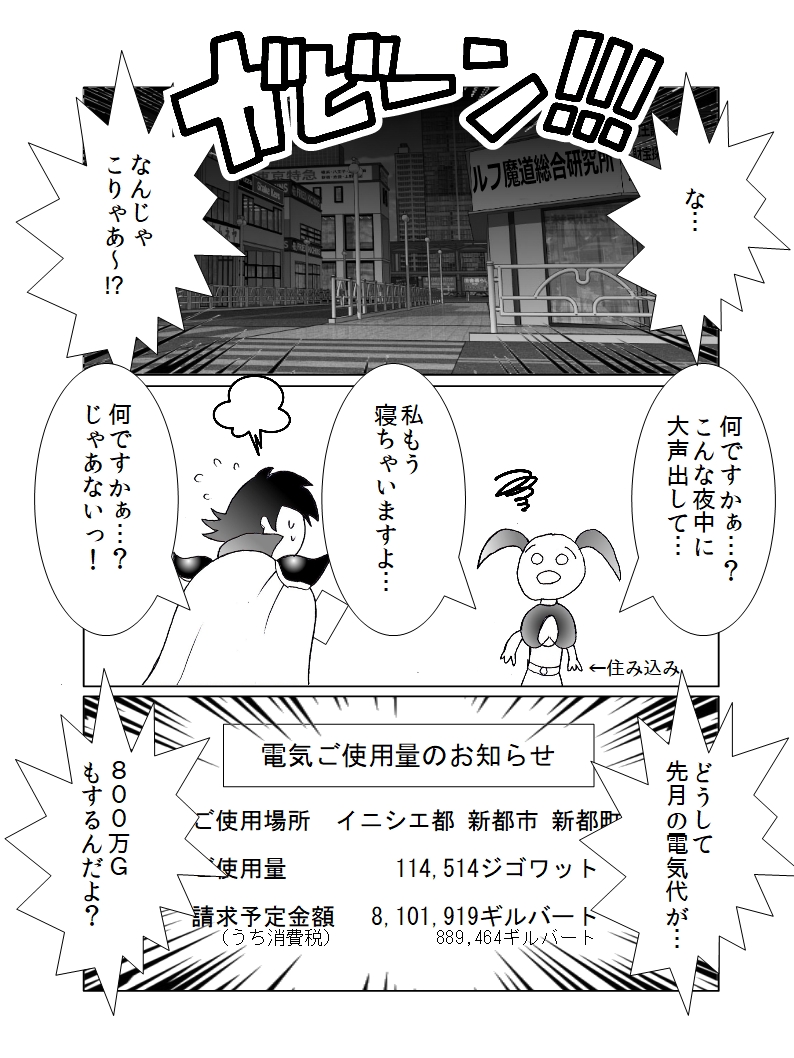 ガビーン!!!
な…
なんじゃ
こりゃあ～!?
ルフ魔道総合研究所
何ですかぁ…？
こんな夜中に
大声出して…
私もう
寝ちゃいますよ…
←住み込み
何ですかぁ…？
じゃあないっ！
どうして
先月の電気代が…
電気ご使用量のお知らせ
ご使用場所 イニシエ都 新都市 新都町
ご使用量 114,514ジゴワット
請求予定金額 8,101,919ギルバート
(うち消費税) 889,464ギルバート
８００万Ｇ
もするんだよ？